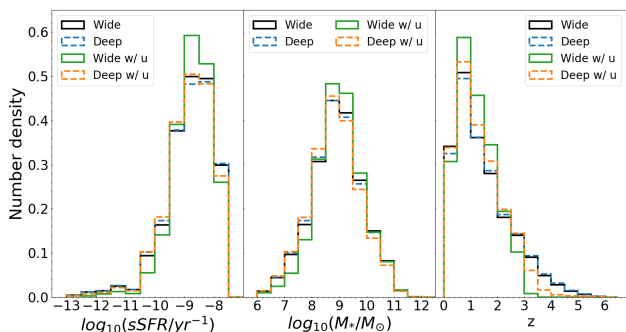 Number density
0.6
0.5
0.4
0.3
0.2
0.1
0.0
Wide
Deep
Wide w/ u
Deep w/ u
−13 −12 −11 −10 −9 −8
log₁₀(sSFR/yr⁻¹)
Wide Wide w/ u
Deep Deep w/ u
6 7 8 9 10 11 12
log₁₀(M*/M⊙)
Wide
Deep
Wide w/ u
Deep w/ u
0 1 2 3 4 5 6
z